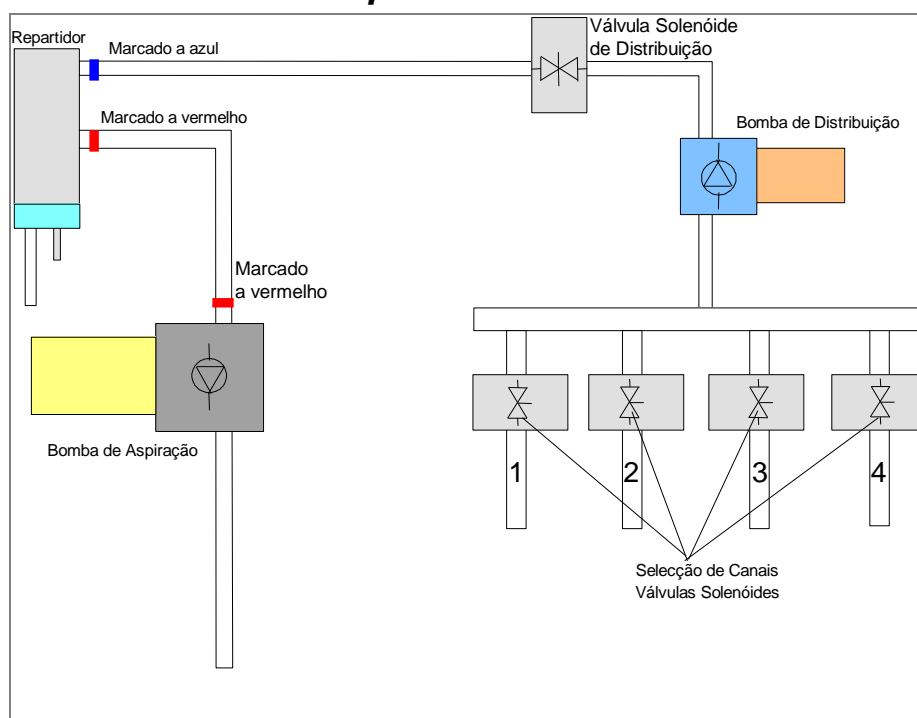 Repartidor
Marcado a azul
Válvula Solenóide
de Distribuição
Marcado a vermelho
Bomba de Distribuição
Marcado
a vermelho
Bomba de Aspiração
1
2
3
4
Selecção de Canais
Válvulas Solenóides